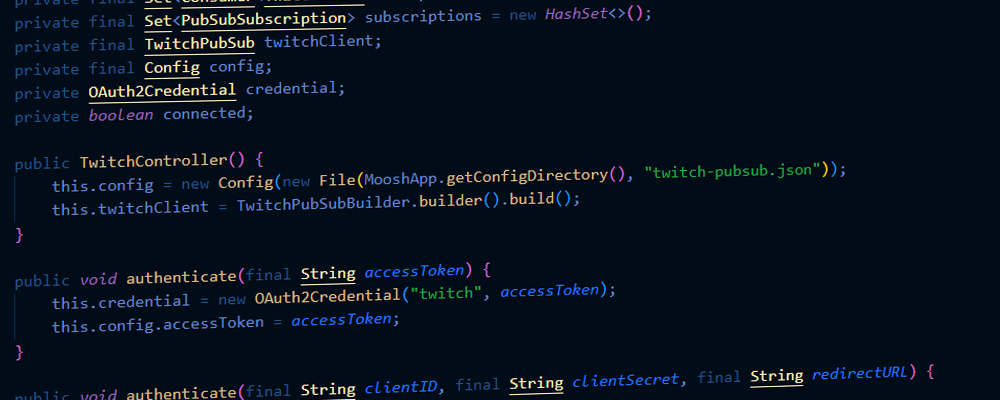 private final Set<
private final Set<PubSubSubscription> subscriptions = new HashSet<>();
private final TwitchPubSub twitchClient;
private final Config config;
private OAuth2Credential credential;
private boolean connected;
public TwitchController() {
this.config = new Config(new File(MooshApp.getConfigDirectory(), "twitch-pubsub.json"));
this.twitchClient = TwitchPubSubBuilder.builder().build();
}
public void authenticate(final String accessToken) {
this.credential = new OAuth2Credential("twitch", accessToken);
this.config.accessToken = accessToken;
}
public void authenticate(final String clientID, final String clientSecret, final String redirectURL) {